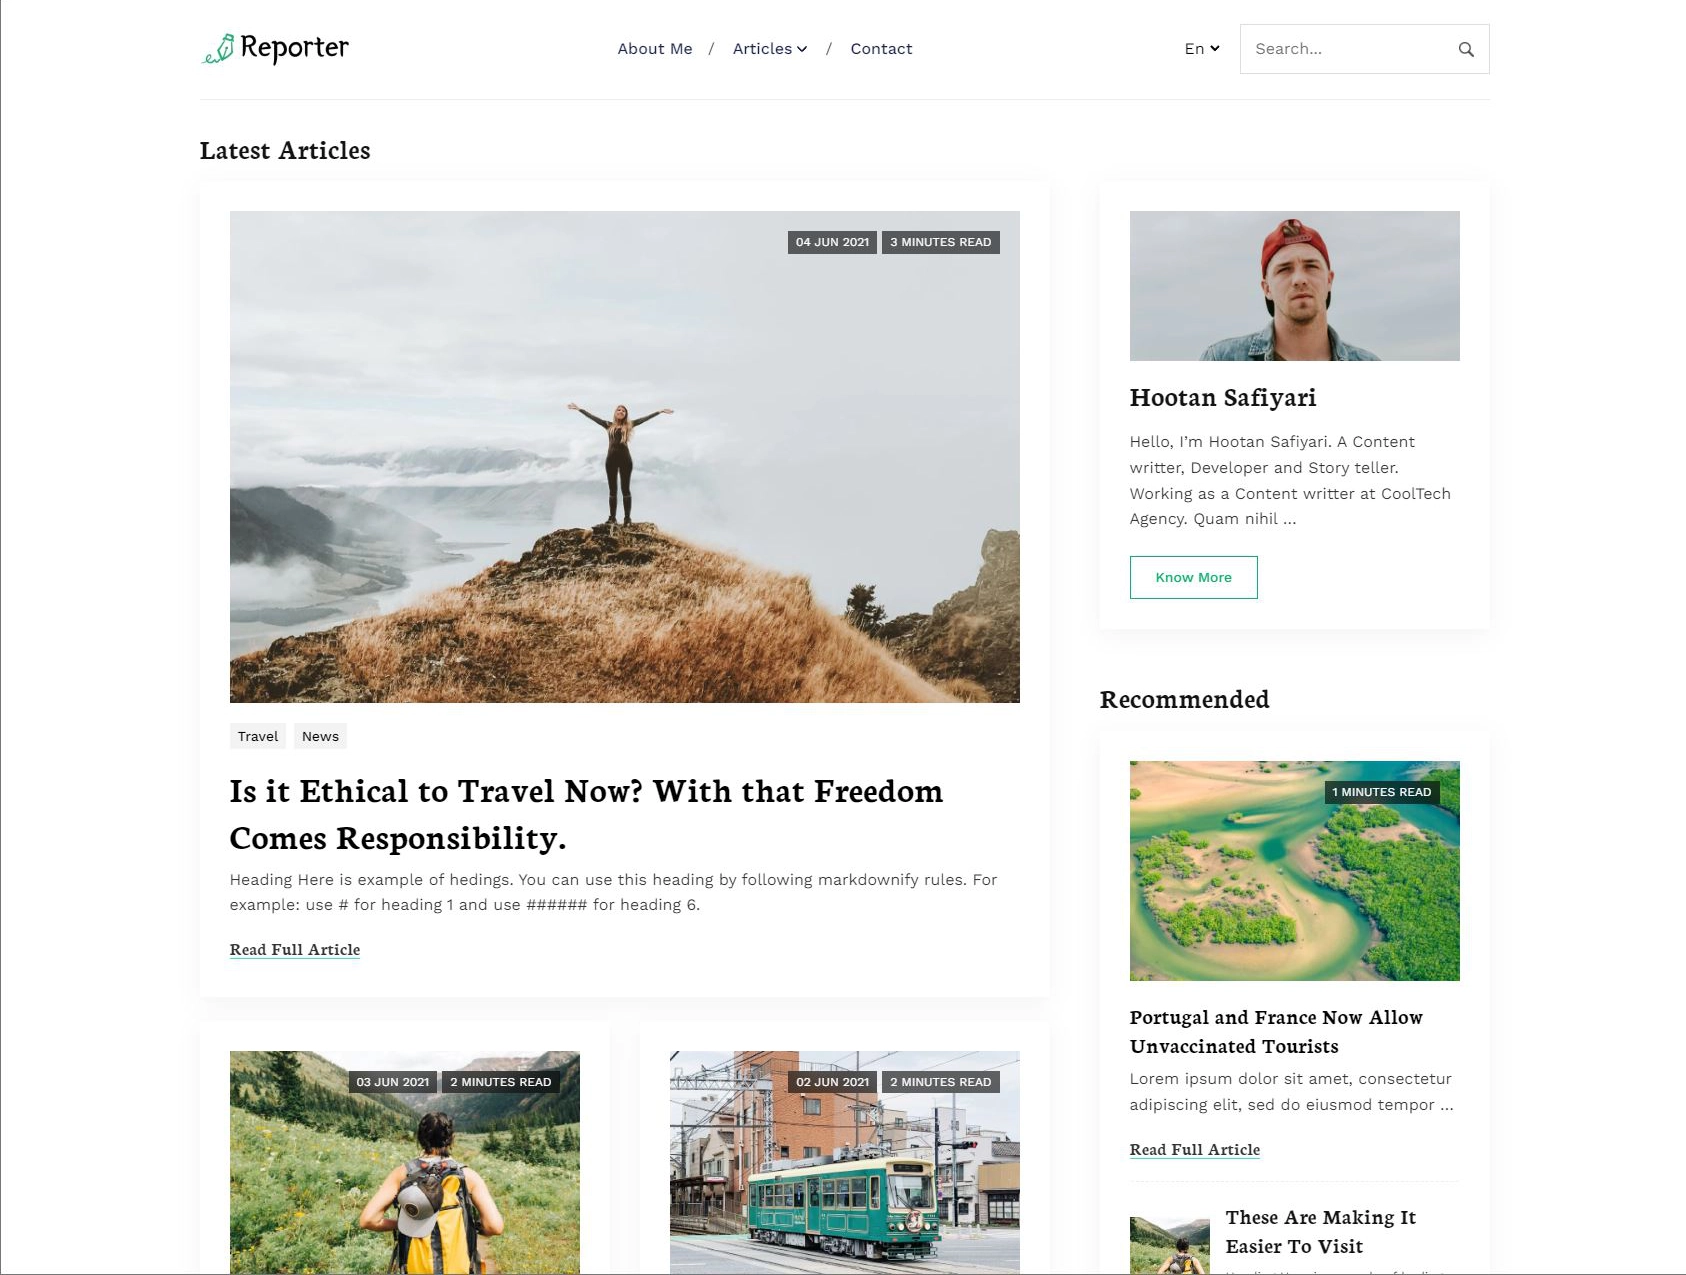 Reporter
About Me / Articles / Contact
En
Search...
Latest Articles
04 JUN 2021 3 MINUTES READ
Travel News
Is it Ethical to Travel Now? With that Freedom
Comes Responsibility.
Heading Here is example of hedings. You can use this heading by following markdownify rules. For
example: use # for heading 1 and use ###### for heading 6.
Read Full Article
03 JUN 2021 2 MINUTES READ
02 JUN 2021 2 MINUTES READ
Hootan Safiyari
Hello, I’m Hootan Safiyari. A Content
writter, Developer and Story teller.
Working as a Content writter at CoolTech
Agency. Quam nihil …
Know More
Recommended
1 MINUTES READ
Portugal and France Now Allow
Unvaccinated Tourists
Lorem ipsum dolor sit amet, consectetur
adipiscing elit, sed do eiusmod tempor …
Read Full Article
These Are Making It
Easier To Visit